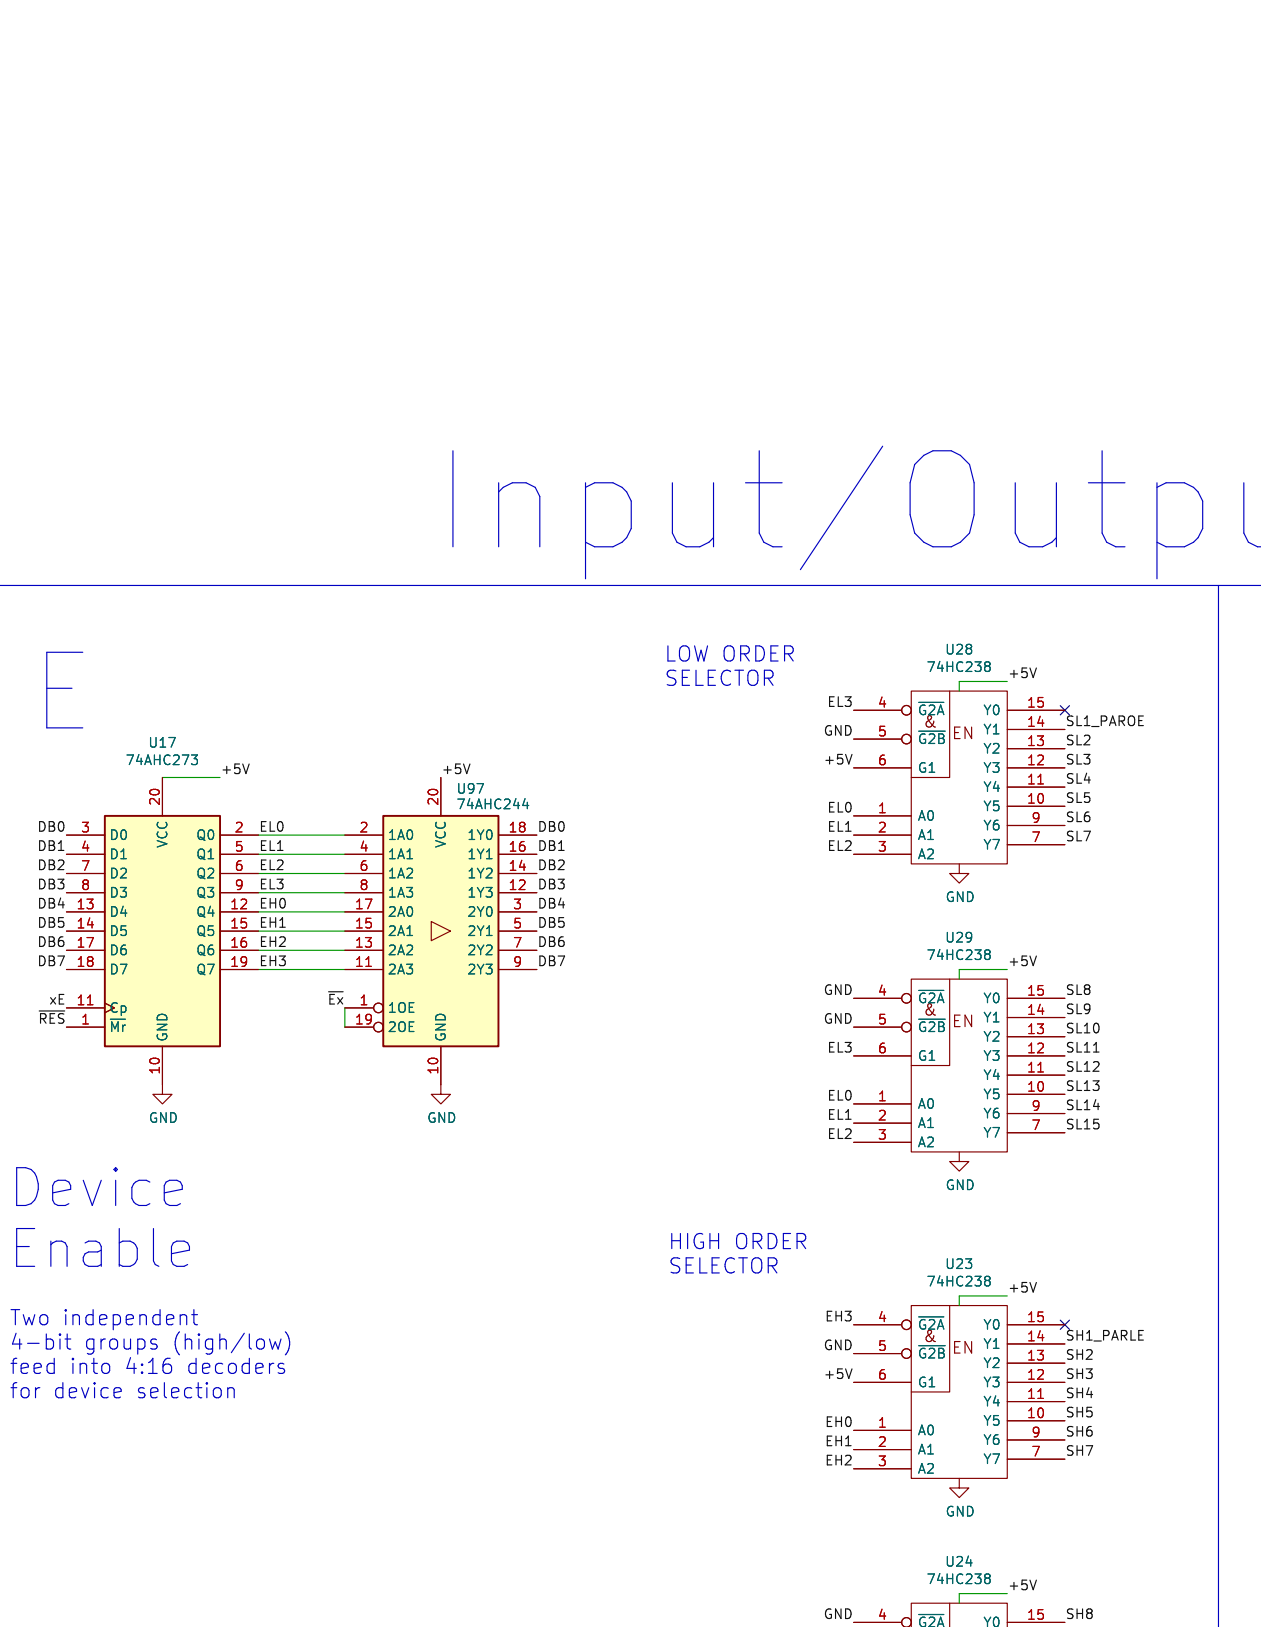 Input/Outpu
E
LOW ORDER
SELECTOR
U28
74HC238
+5V
EL3 4 G2A Y0 15
& Y1 14 SL1_PAROE
GND 5 G2B EN Y2 13 SL2
+5V 6 G1 Y3 12 SL3
Y4 11 SL4
EL0 1 A0 Y5 10 SL5
EL1 2 A1 Y6 9 SL6
EL2 3 A2 Y7 7 SL7
GND
U17
74AHC273
+5V
20
VCC
DB0 3 D0 Q0 2 EL0
DB1 4 D1 Q1 5 EL1
DB2 7 D2 Q2 6 EL2
DB3 8 D3 Q3 9 EL3
DB4 13 D4 Q4 12 EH0
DB5 14 D5 Q5 15 EH1
DB6 17 D6 Q6 16 EH2
DB7 18 D7 Q7 19 EH3
xE 11 Cp
RES 1 Mr
GND
10
GND
+5V
U97
74AHC244
20
VCC
2 1A0 1Y0 18 DB0
4 1A1 1Y1 16 DB1
6 1A2 1Y2 14 DB2
8 1A3 1Y3 12 DB3
17 2A0 2Y0 3 DB4
15 2A1 2Y1 5 DB5
13 2A2 2Y2 7 DB6
11 2A3 2Y3 9 DB7
Ex 1 1OE
19 2OE
GND
10
GND
U29
74HC238
+5V
GND 4 G2A Y0 15 SL8
& Y1 14 SL9
GND 5 G2B EN Y2 13 SL10
EL3 6 G1 Y3 12 SL11
Y4 11 SL12
EL0 1 A0 Y5 10 SL13
EL1 2 A1 Y6 9 SL14
EL2 3 A2 Y7 7 SL15
GND
Device
Enable
Two independent
4-bit groups (high/low)
feed into 4:16 decoders
for device selection
HIGH ORDER
SELECTOR
U23
74HC238
+5V
EH3 4 G2A Y0 15
& Y1 14 SH1_PARLE
GND 5 G2B EN Y2 13 SH2
+5V 6 G1 Y3 12 SH3
Y4 11 SH4
EH0 1 A0 Y5 10 SH5
EH1 2 A1 Y6 9 SH6
EH2 3 A2 Y7 7 SH7
GND
U24
74HC238
+5V
GND 4 G2A Y0 15 SH8